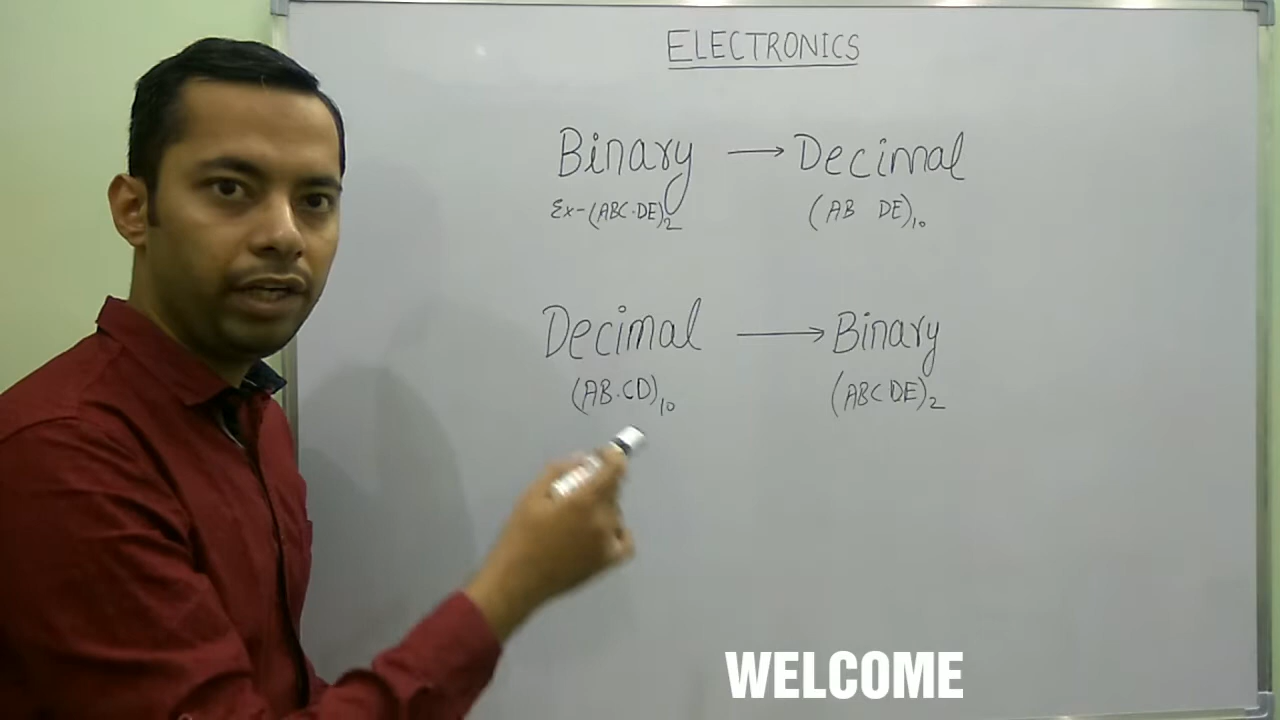 ELECTRONICS
Binary → Decimal
Ex-(ABC.DE)2 (AB DE)10
Decimal → Binary
(AB.CD)10 (ABC DE)2
WELCOME